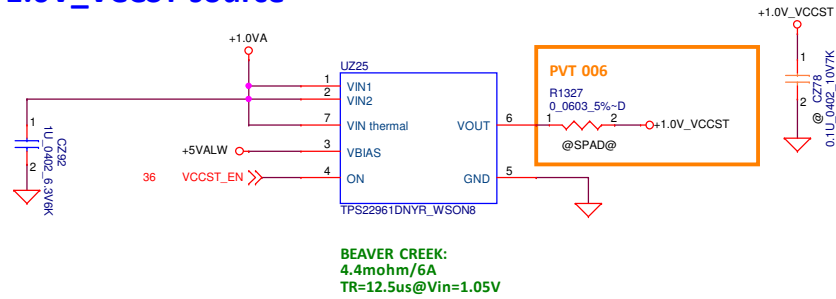 +1.0V_VCCST
+1.0VA
UZ25
PVT 006
R1327
0_0603_5%~D
1 VIN1
2 VIN2
7 VIN thermal
VOUT 6
1 2
+1.0V_VCCST
@SPAD@
+5VALW 3 VBIAS
36 VCCST_EN 4 ON
GND 5
TPS22961DNYR_WSON8
1
2
CZ92
1U_0402_6.3V6K
1
2
@ CZ78
0.1U_0402_10V7K
BEAVER CREEK:
4.4mohm/6A
TR=12.5us@Vin=1.05V